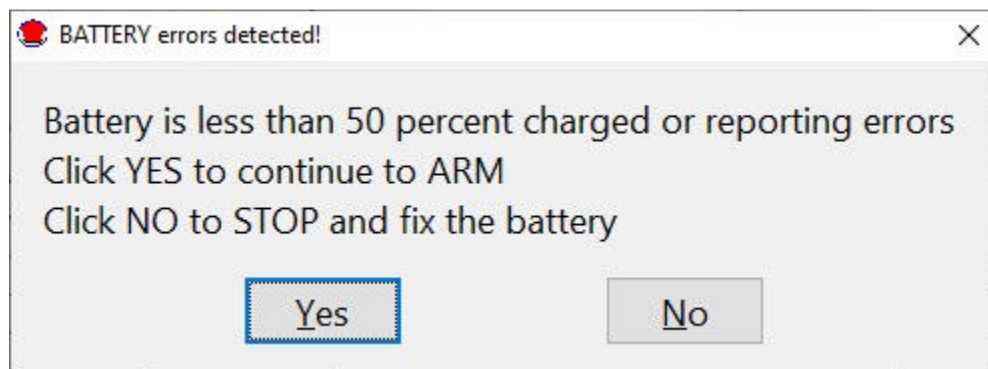 BATTERY errors detected!
Battery is less than 50 percent charged or reporting errors
Click YES to continue to ARM
Click NO to STOP and fix the battery
Yes
No